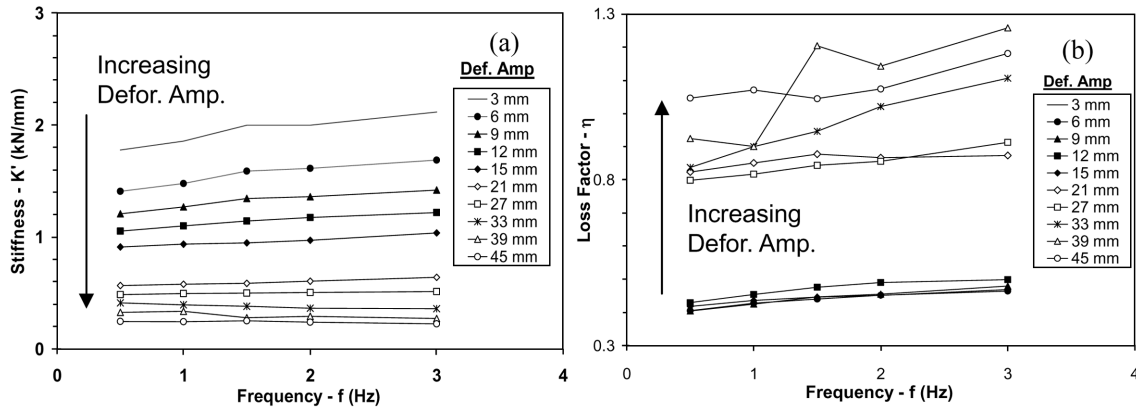 (a)
Increasing
Defor. Amp.
Def. Amp
3 mm
6 mm
9 mm
12 mm
15 mm
21 mm
27 mm
33 mm
39 mm
45 mm
Stiffness - K' (kN/mm)
3
2
1
0
0 1 2 3 4
Frequency - f (Hz)
(b)
Def. Amp
3 mm
6 mm
9 mm
12 mm
15 mm
21 mm
27 mm
33 mm
39 mm
45 mm
Increasing
Defor. Amp.
Loss Factor - η
1.3
0.8
0.3
0 1 2 3 4
Frequency - f (Hz)